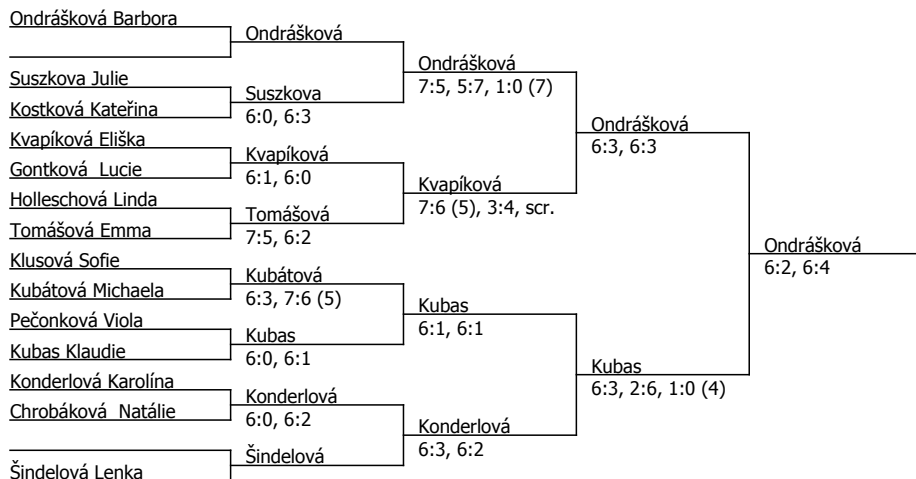 Ondrášková Barbora
Ondrášková
Ondrášková
7:5, 5:7, 1:0 (7)
Suszkova Julie
Suszkova
6:0, 6:3
Kostková Kateřina
Ondrášková
6:3, 6:3
Kvapíková Eliška
Kvapíková
6:1, 6:0
Gontková  Lucie
Kvapíková
7:6 (5), 3:4, scr.
Holleschová Linda
Tomášová
7:5, 6:2
Tomášová Emma
Ondrášková
6:2, 6:4
Klusová Sofie
Kubátová
6:3, 7:6 (5)
Kubátová Michaela
Kubas
6:1, 6:1
Pečonková Viola
Kubas
6:0, 6:1
Kubas Klaudie
Kubas
6:3, 2:6, 1:0 (4)
Konderlová Karolína
Konderlová
6:0, 6:2
Chrobáková  Natálie
Konderlová
6:3, 6:2
Šindelová
Šindelová Lenka